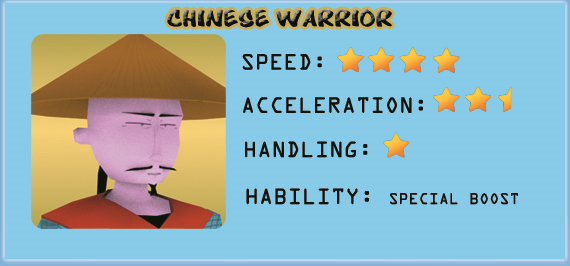 CHINESE WARRIOR
SPEED:
ACCELERATION:
HANDLING:
HABILITY: SPECIAL BOOST